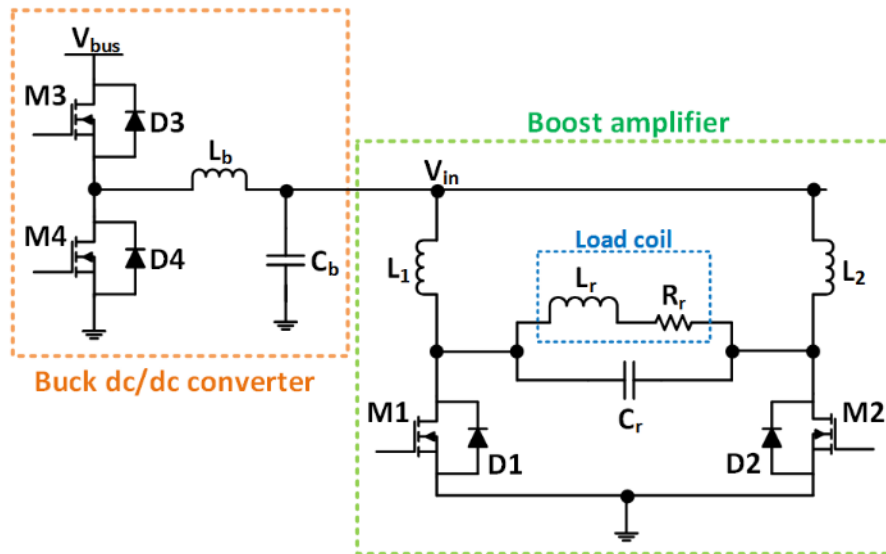 V_bus
M3
D3
L_b
M4
D4
C_b
Buck dc/dc converter
Boost amplifier
V_in
L_1
Load coil
L_r
R_r
L_2
C_r
M1
D1
M2
D2